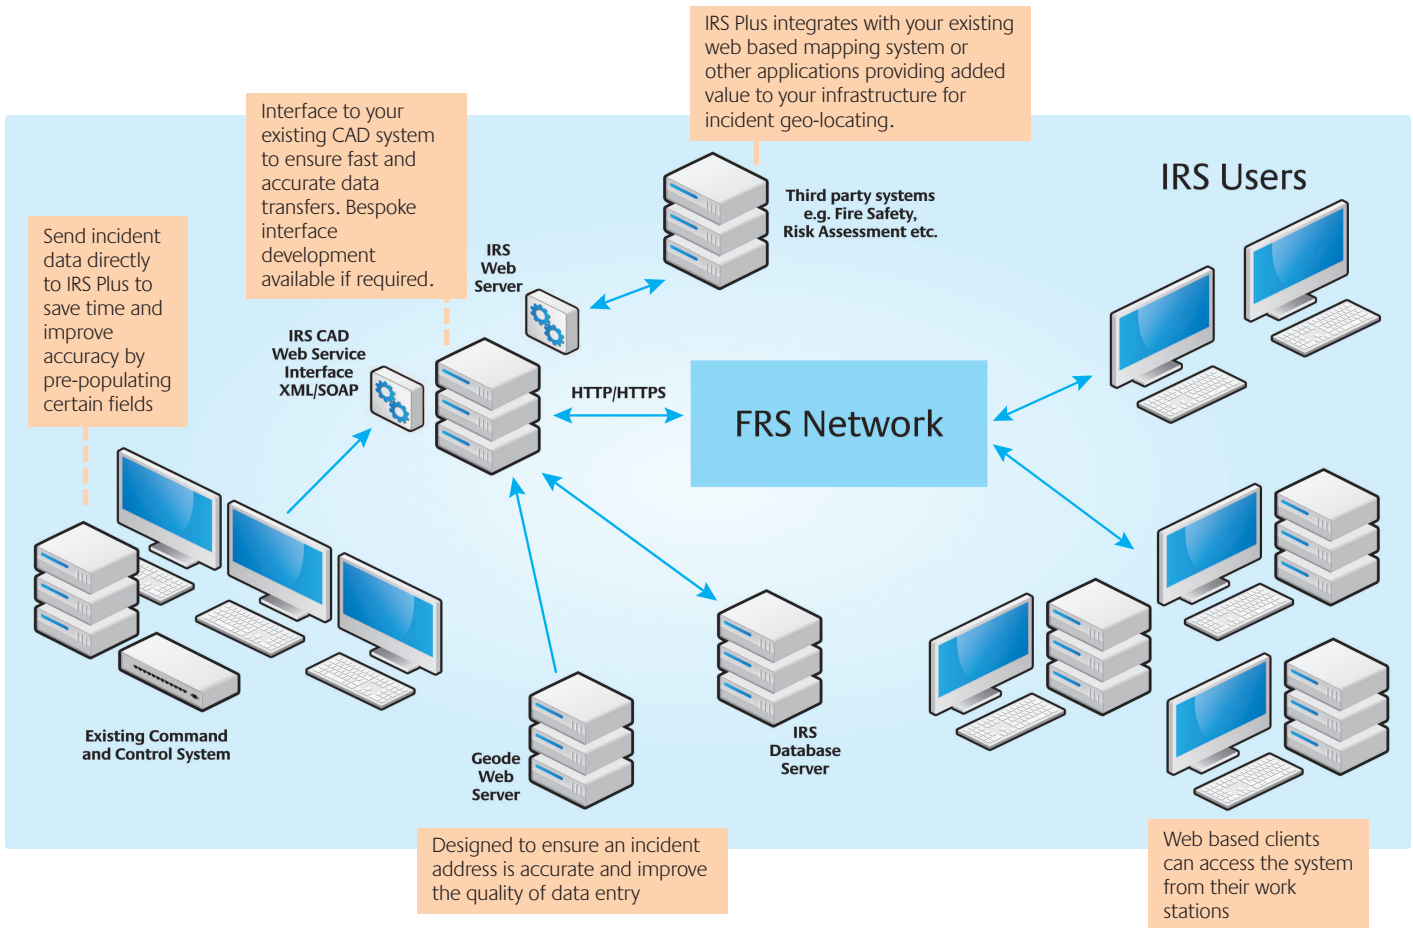 IRS Plus integrates with your existing
web based mapping system or
other applications providing added
value to your infrastructure for
incident geo-locating.
Interface to your
existing CAD system
to ensure fast and
accurate data
transfers. Bespoke
interface
development
available if required.
Send incident
data directly
to IRS Plus to
save time and
improve
accuracy by
pre-populating
certain fields
IRS Users
Third party systems
e.g. Fire Safety,
Risk Assessment etc.
IRS
Web
Server
IRS CAD
Web Service
Interface
XML/SOAP
HTTP/HTTPS
FRS Network
Existing Command
and Control System
Geode
Web
Server
IRS
Database
Server
Designed to ensure an incident
address is accurate and improve
the quality of data entry
Web based clients
can access the system
from their work
stations